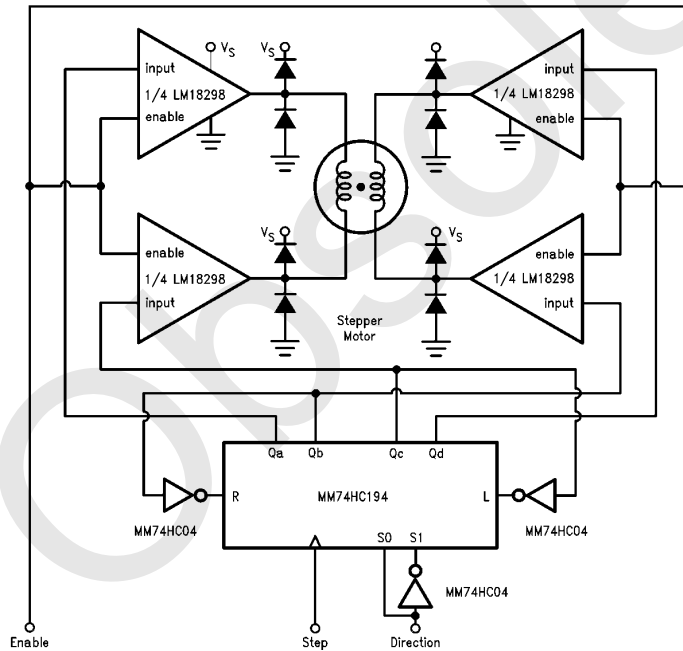 V_S V_S
input input
1/4 LM18298 1/4 LM18298
enable enable
V_S V_S
enable enable
1/4 LM18298 1/4 LM18298
input input
Stepper
Motor
Qa Qb Qc Qd
R MM74HC194 L
MM74HC04 MM74HC04
S0 S1
MM74HC04
Enable Step Direction
Obsole